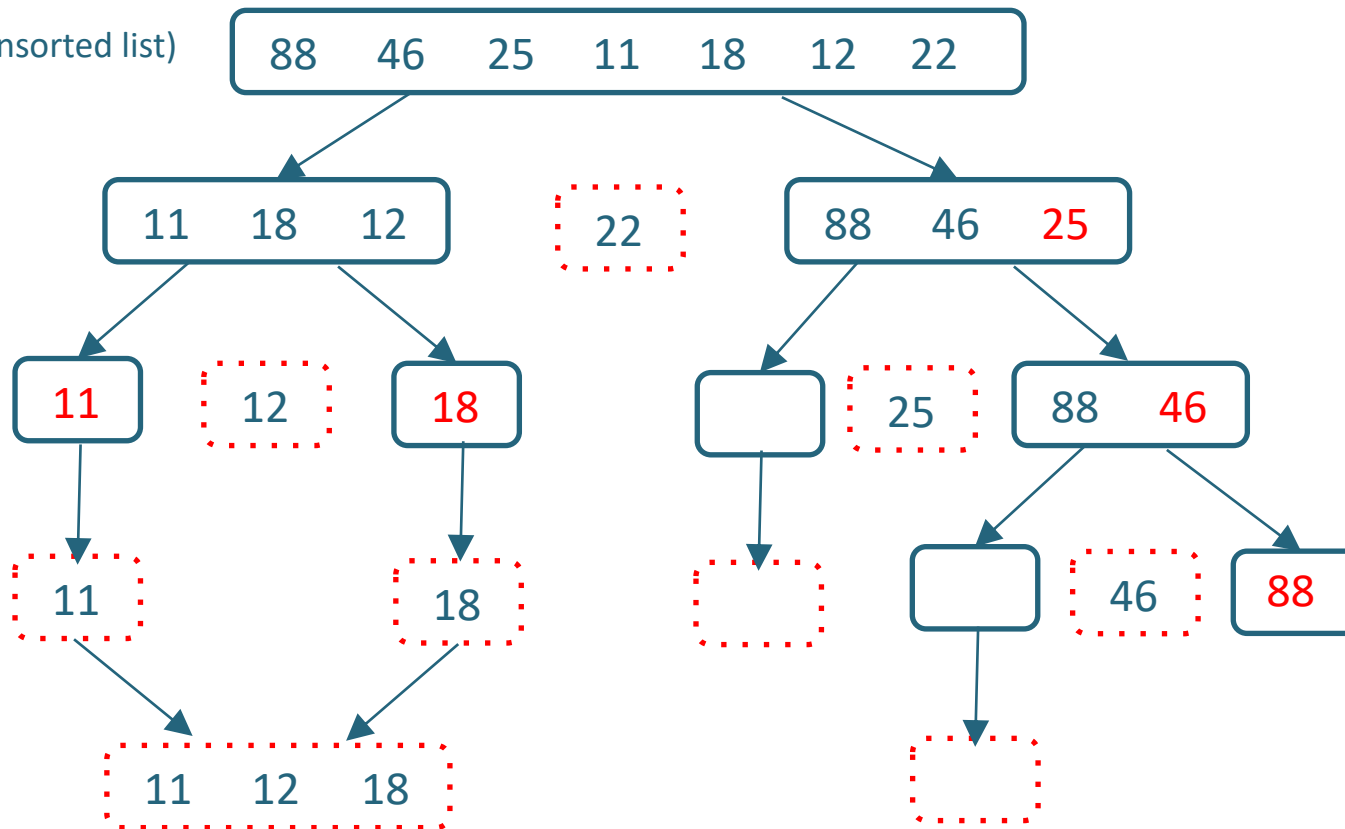 nsorted list)
88 46 25 11 18 12 22
11 18 12 22 88 46 25
11 12 18 25 88 46
11 18 46 88
11 12 18